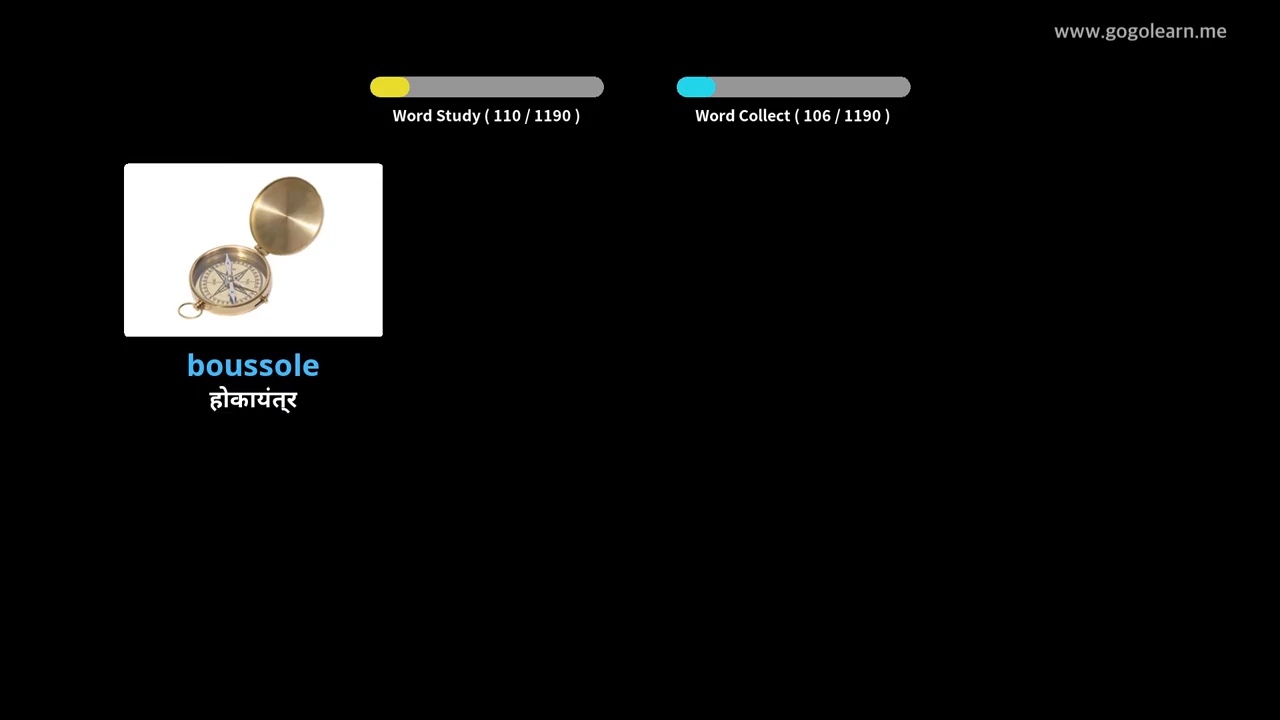 www.gogolearn.me
Word Study ( 110 / 1190 )
Word Collect ( 106 / 1190 )
boussole
होकायंत्र